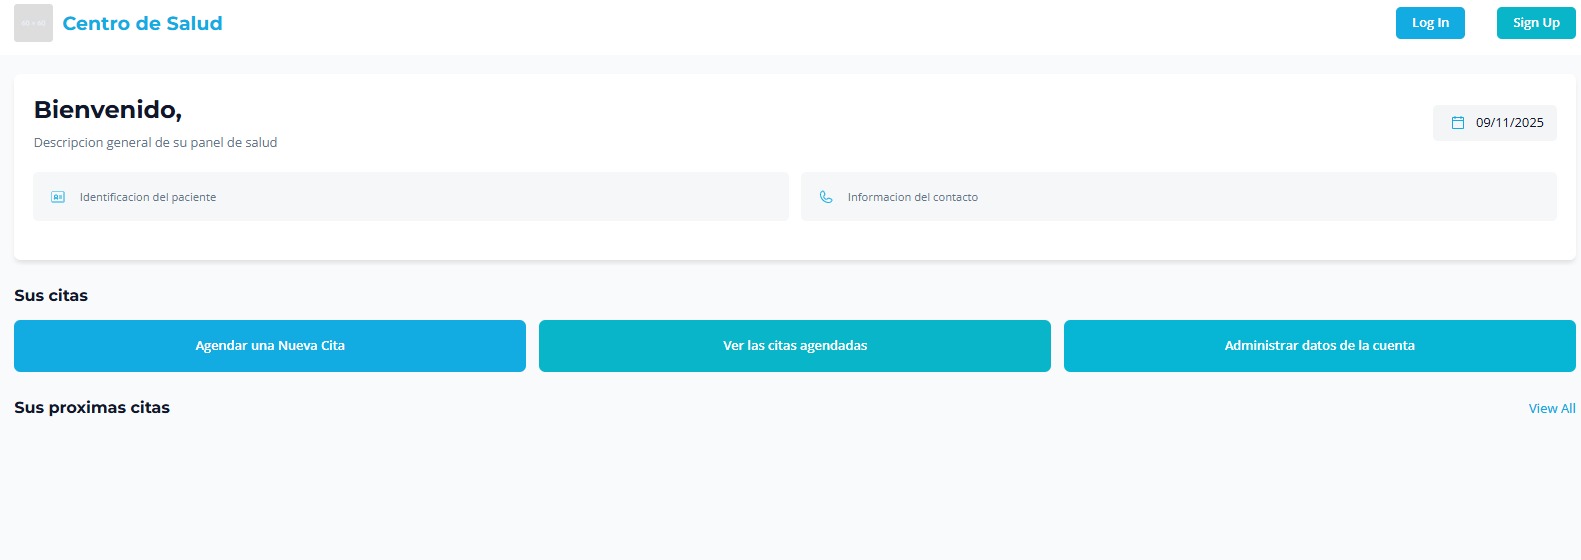 Centro de Salud
Log In
Sign Up
Bienvenido,
Descripcion general de su panel de salud
09/11/2025
Identificacion del paciente
Informacion del contacto
Sus citas
Agendar una Nueva Cita
Ver las citas agendadas
Administrar datos de la cuenta
Sus proximas citas
View All